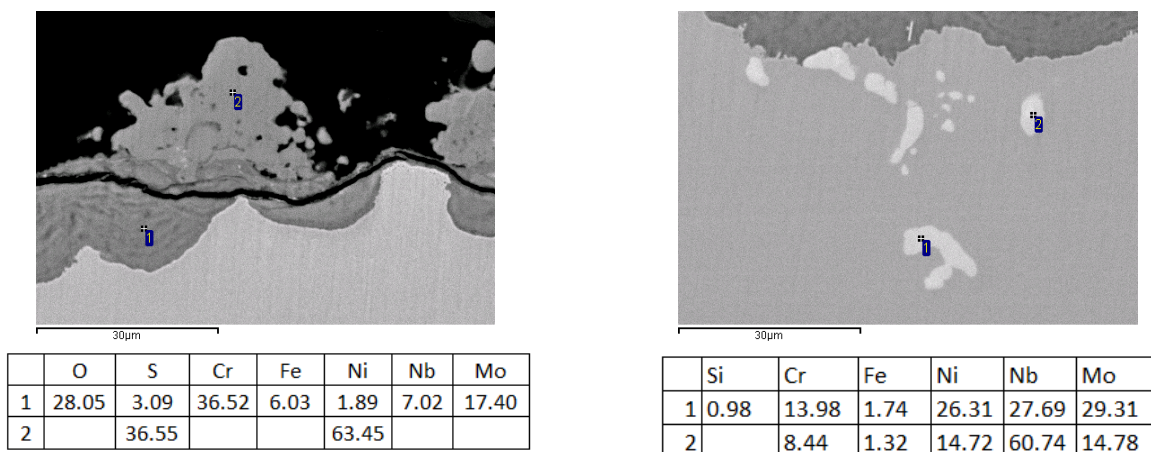 2
1
30µm
O S Cr Fe Ni Nb Mo
1 28.05 3.09 36.52 6.03 1.89 7.02 17.40
2 36.55 63.45
2
1
30µm
Si Cr Fe Ni Nb Mo
1 0.98 13.98 1.74 26.31 27.69 29.31
2 8.44 1.32 14.72 60.74 14.78